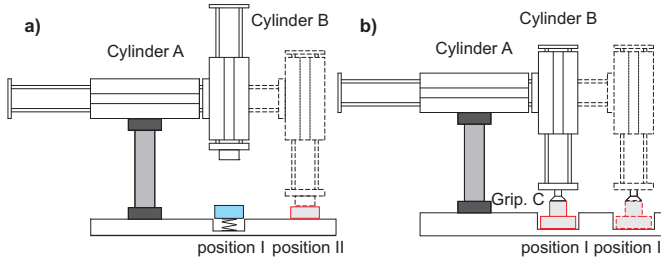 a)
Cylinder B
Cylinder A
position I
position II
b)
Cylinder B
Cylinder A
Grip. C
position I
position I